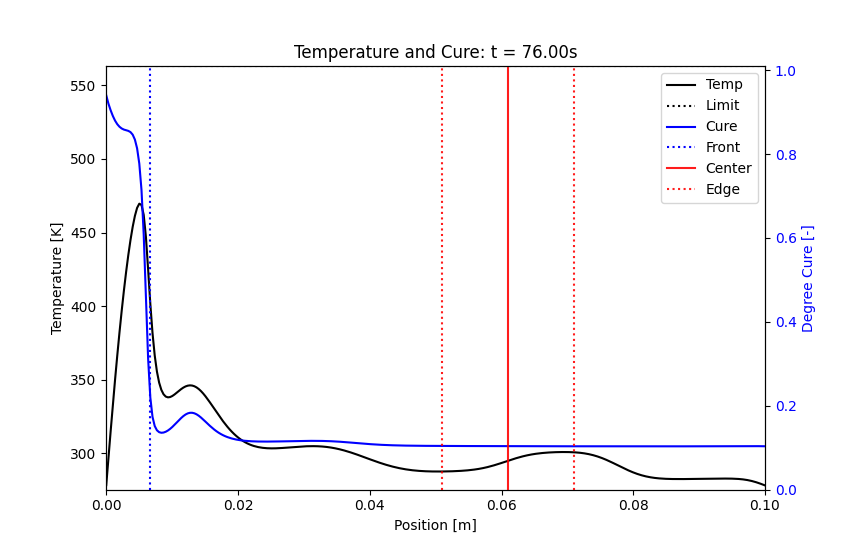 Temperature and Cure: t = 76.00s
Temperature [K]
550
500
450
400
350
300
1.0
0.8
0.6
0.4
0.2
0.0
Degree Cure [-]
Temp
Limit
Cure
Front
Center
Edge
0.00 0.02 0.04 0.06 0.08 0.10
Position [m]